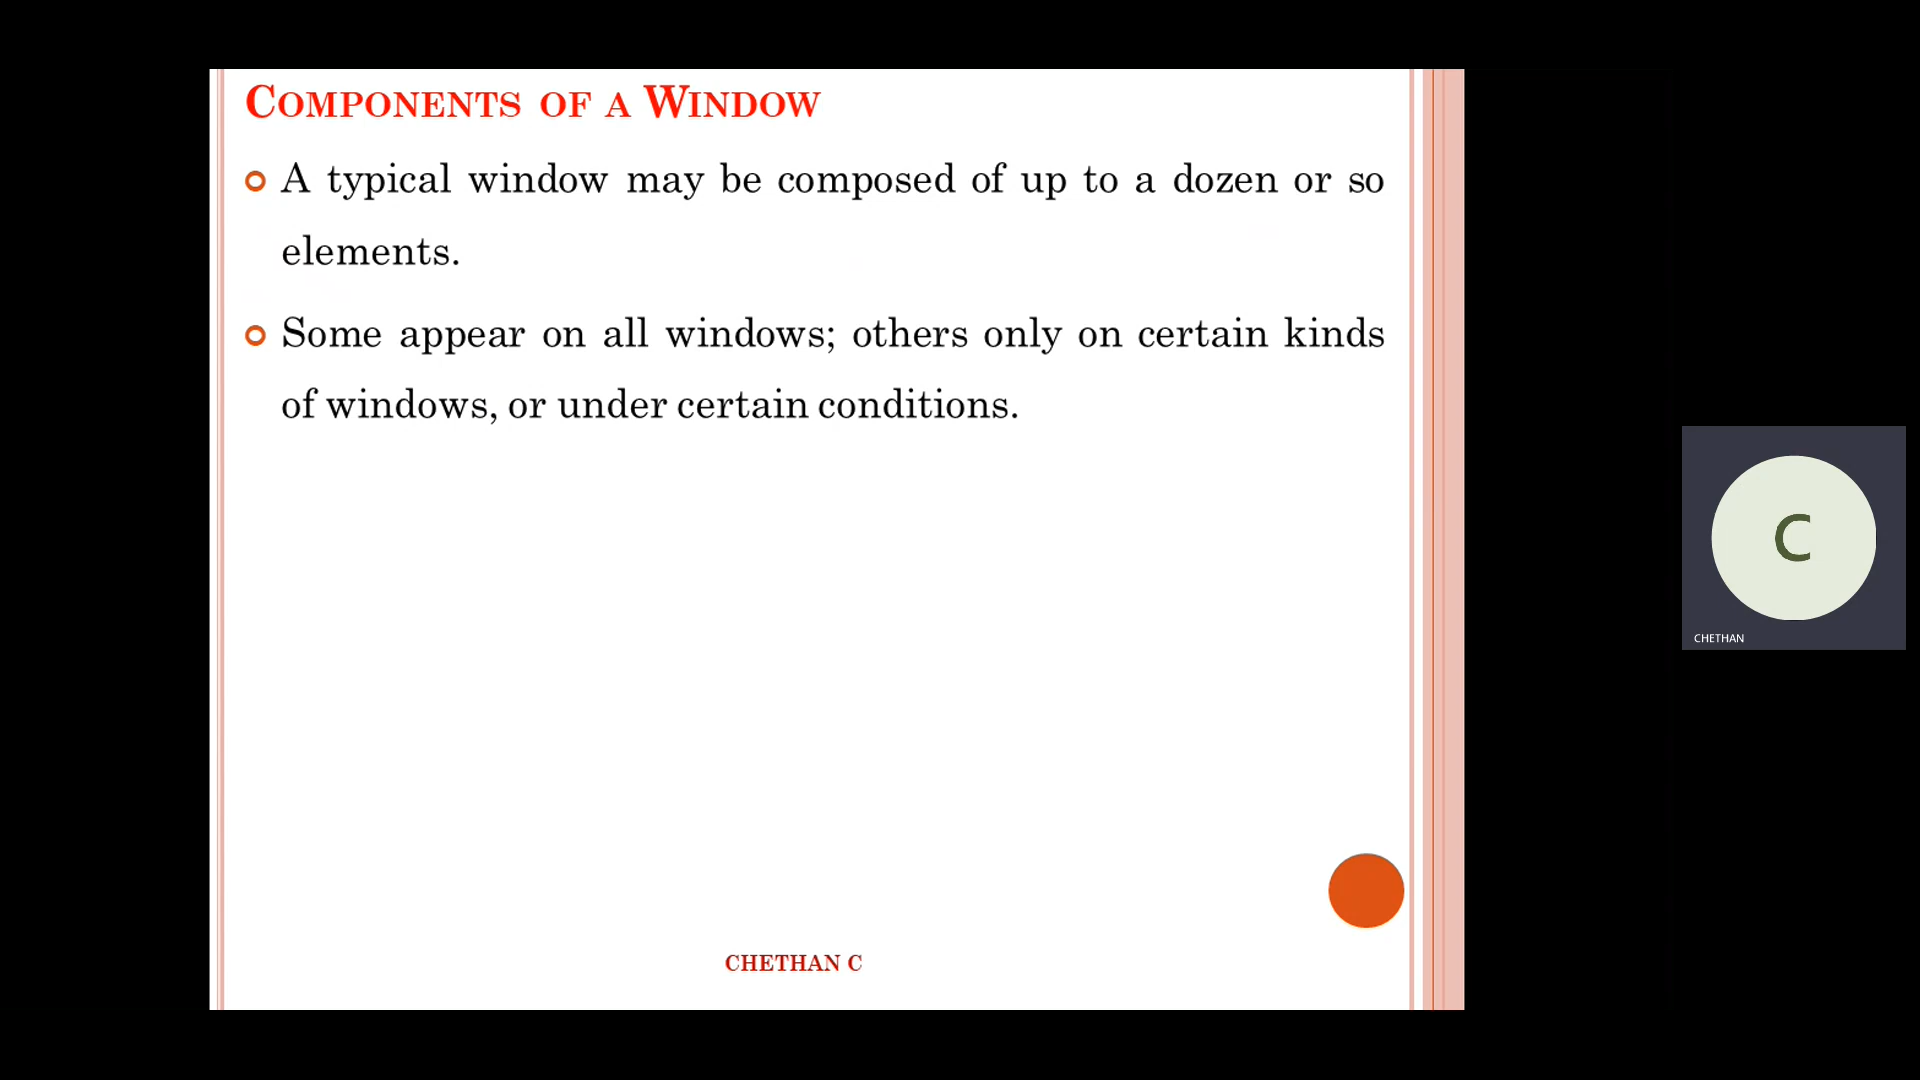 COMPONENTS OF A WINDOW
A typical window may be composed of up to a dozen or so
elements.
Some appear on all windows; others only on certain kinds
of windows, or under certain conditions.
C
CHETHAN
CHETHAN C